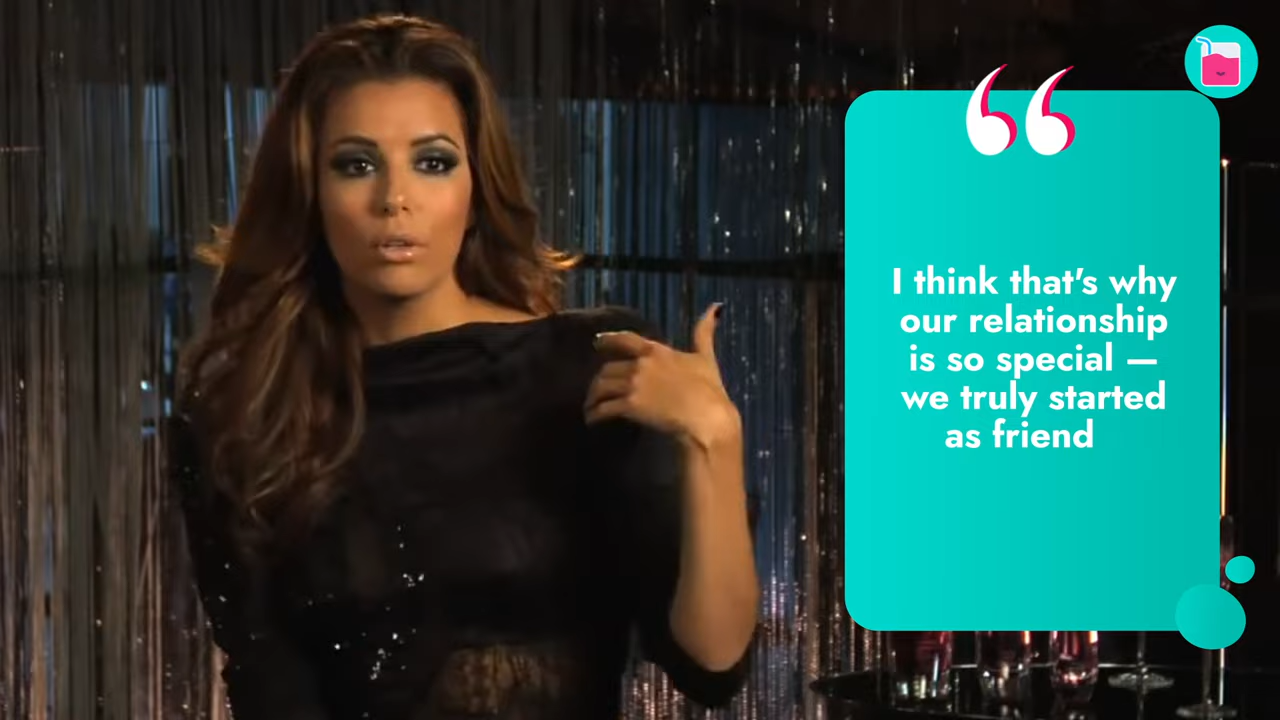 I think that's why
our relationship
is so special —
we truly started
as friend